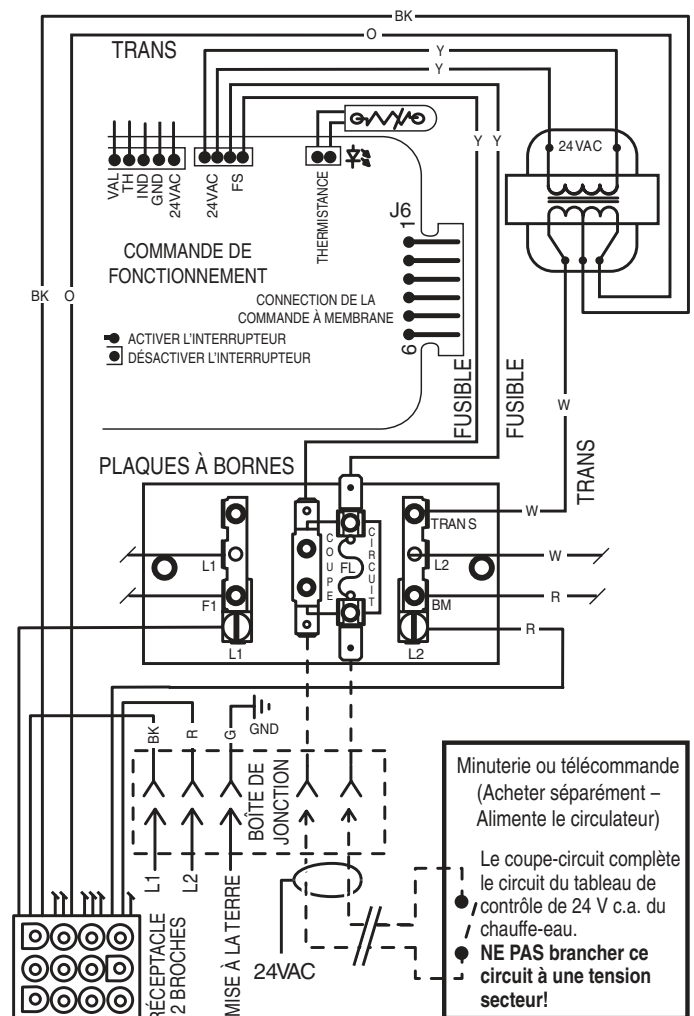 BK
O
TRANS
Y
Y
Y
Y
24VAC
VAL
TH
IND
GND
24VAC
24VAC
FS
THERMISTANCE
J6
1
COMMANDE DE
FONCTIONNEMENT
BK
O
CONNECTION DE LA
COMMANDE À MEMBRANE
ACTIVER L'INTERRUPTEUR
DÉSACTIVER L'INTERRUPTEUR
6
FUSIBLE
FUSIBLE
W
TRANS
PLAQUES À BORNES
TRANS
W
COUPE
CIRCUIT
L1
FL
L2
W
F1
BM
R
L1
L2
R
BK
R
G
GND
BOÎTE DE
JONCTION
L1
L2
MISE À LA TERRE
24VAC
RÉCEPTACLE
2 BROCHES
Minuterie ou télécommande
(Acheter séparément –
Alimente le circulateur)
Le coupe-circuit complète
le circuit du tableau de
contrôle de 24 V c.a. du
chauffe-eau.
NE PAS brancher ce
circuit à une tension
secteur!